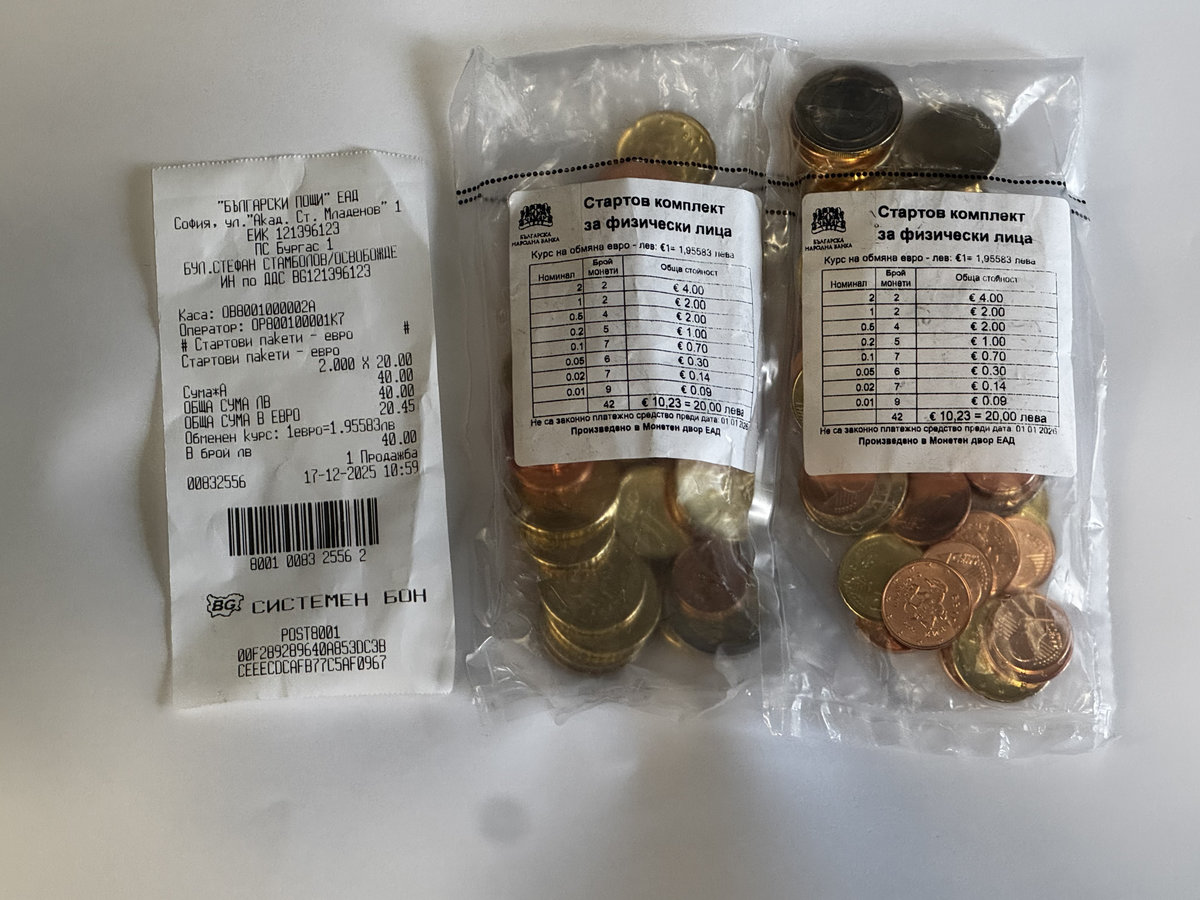 "БЪЛГАРСКИ ПОЩИ" ЕАД
София, ул."Акад. Ст. Младенов" 1
ЕИК 121396123
ПС Бургас 1
БУЛ.СТЕФАН СТАМБОЛОВ/ОСВОБОЖДЕ
ИН по ДДС BG121396123
Каса: OBB001000002A
Оператор: OP800100001K7
# Стартови пакети - евро #
Стартови пакети - евро
2.000 X 20.00
40.00
Сума*А 40.00
ОБЩА СУМА ЛВ 40.00
ОБЩА СУМА В ЕВРО 20.45
Обменен курс: 1евро=1.95583лв
В брой лв 40.00
1 Продажба
00832556 17-12-2025 10:59
8001 0083 2556 2
BG СИСТЕМЕН БОН
POST8001
00F289289640AB53DC3B
CEEECDCAFB77C5AF0967
БЪЛГАРСКА
НАРОДНА БАНКА
Стартов комплект
за физически лица
Курс на обмяна евро - лев: €1= 1,95583 лева
Номинал Брой монети Обща стойност
2 2 € 4.00
1 2 € 2.00
0.5 4 € 2.00
0.2 5 € 1.00
0.1 7 € 0.70
0.05 6 € 0.30
0.02 7 € 0.14
0.01 9 € 0.09
42 € 10,23 = 20,00 лева
Не са законно платежно средство преди дата: 01.01.2026
Произведено в Монетен двор ЕАД
БЪЛГАРСКА
НАРОДНА БАНКА
Стартов комплект
за физически лица
Курс на обмяна евро - лев: €1= 1,95583 лева
Номинал Брой монети Обща стойност
2 2 € 4.00
1 2 € 2.00
0.5 4 € 2.00
0.2 5 € 1.00
0.1 7 € 0.70
0.05 6 € 0.30
0.02 7 € 0.14
0.01 9 € 0.09
42 € 10,23 = 20,00 лева
Не са законно платежно средство преди дата: 01.01.2026
Произведено в Монетен двор ЕАД